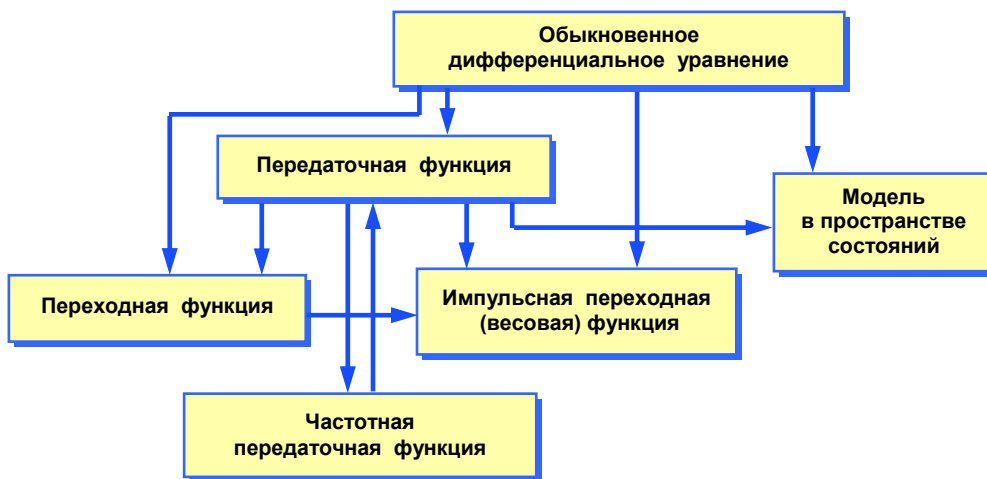 Обыкновенное
дифференциальное уравнение
Передаточная функция
Модель
в пространстве
состояний
Переходная функция
Импульсная переходная
(весовая) функция
Частотная
передаточная функция